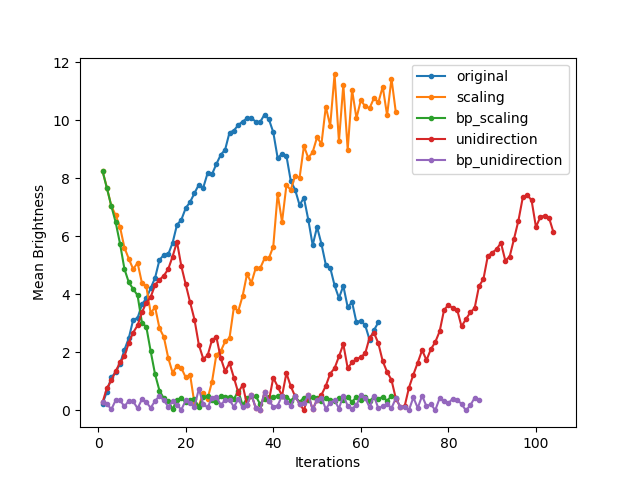 original
scaling
bp_scaling
unidirection
bp_unidirection
Mean Brightness
12
10
8
6
4
2
0
0 20 40 60 80 100
Iterations